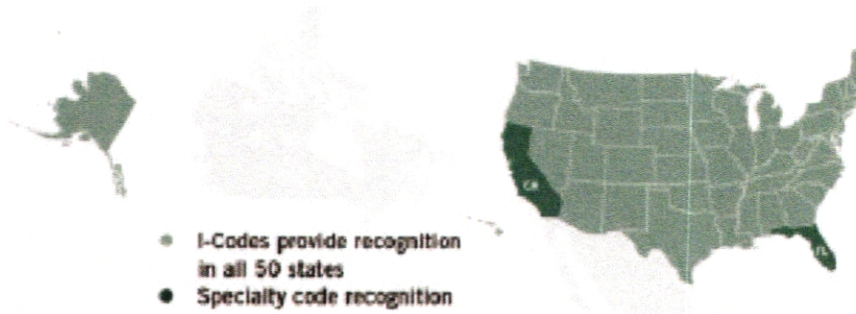 CA
I-Codes provide recognition
in all 50 states
FL
Specialty code recognition